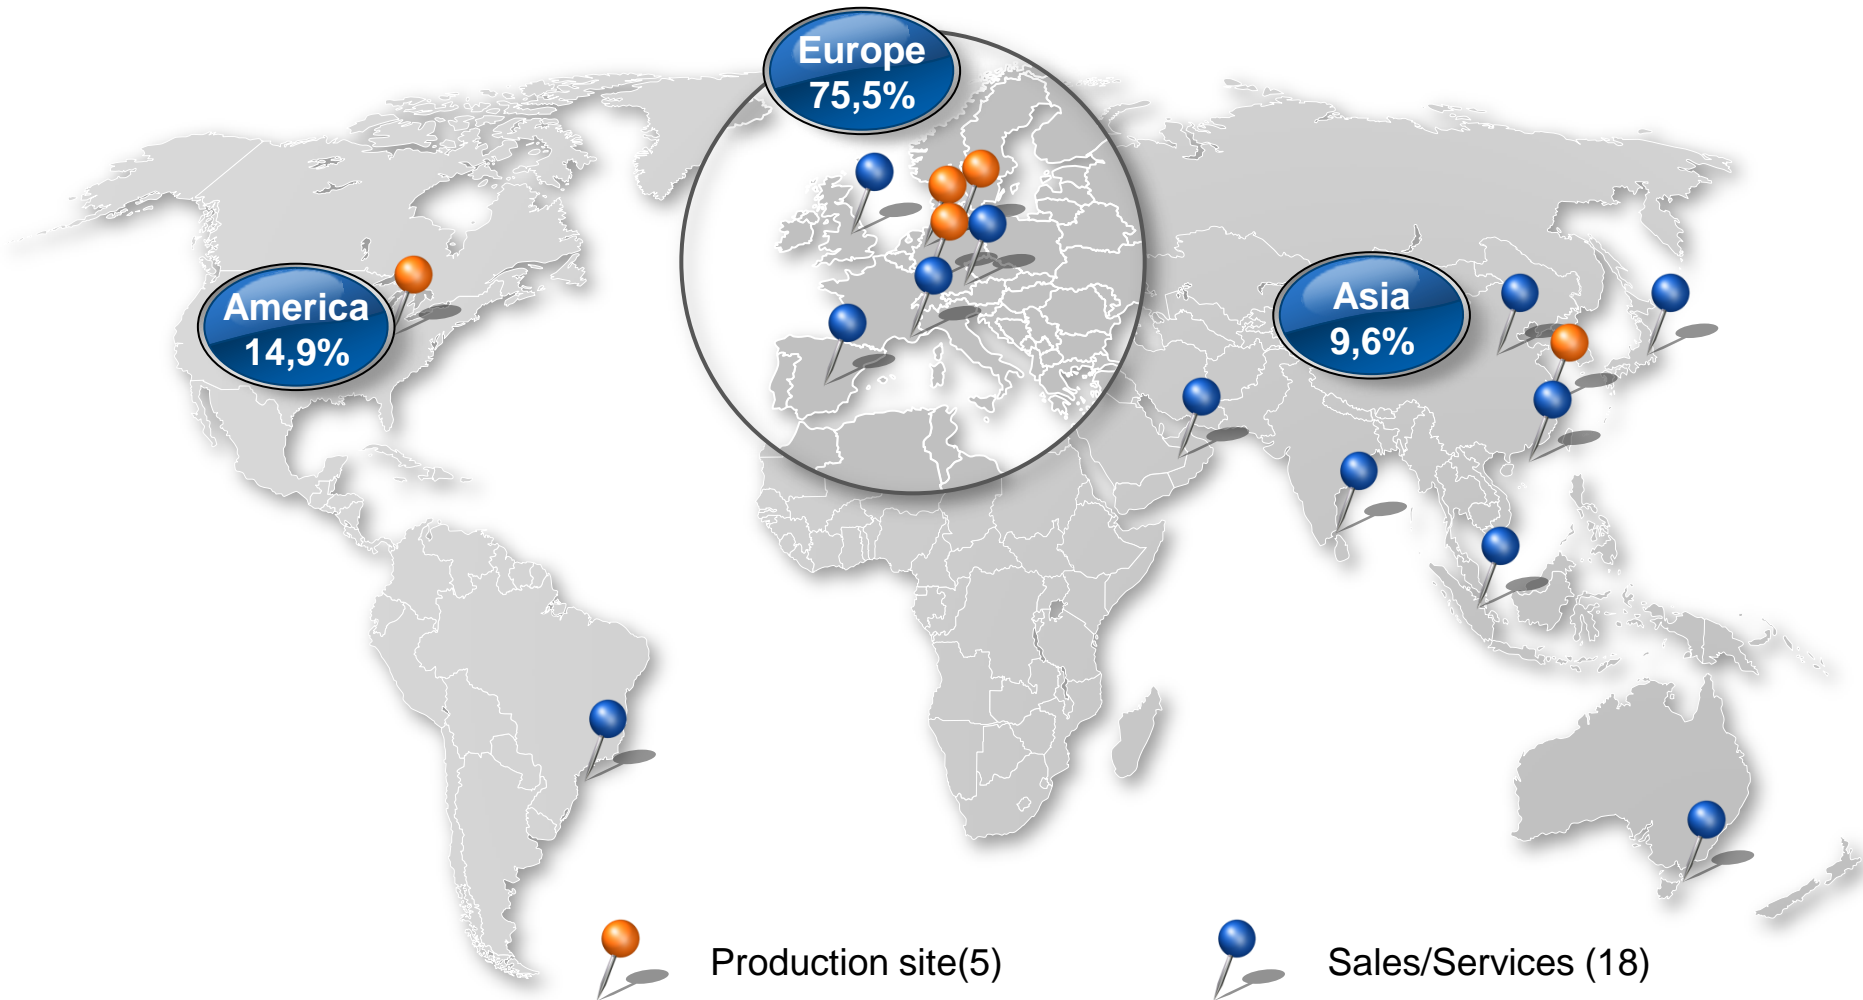 Europe
75,5%
America
14,9%
Asia
9,6%
Production site(5)
Sales/Services (18)